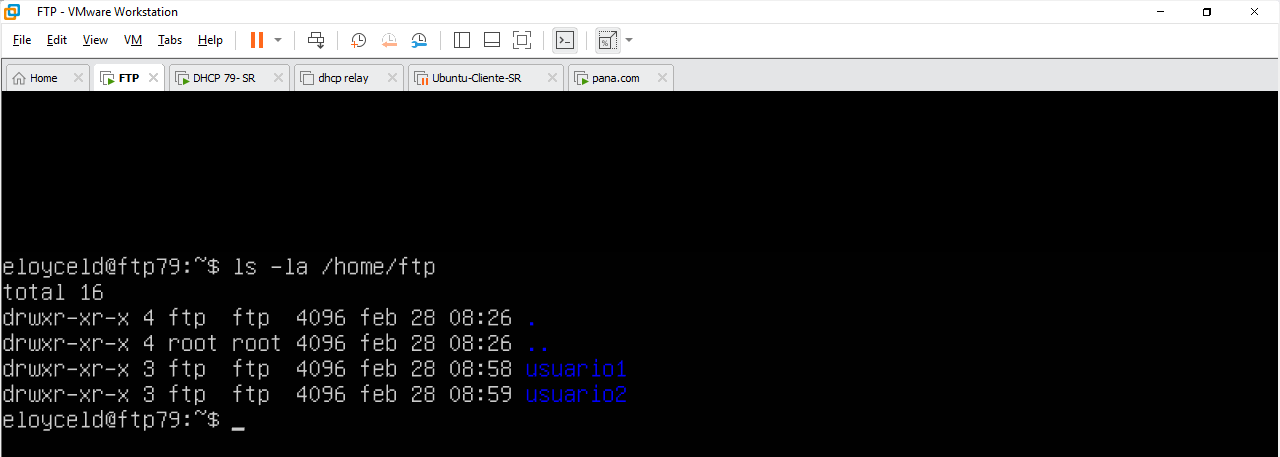 FTP - VMware Workstation
File Edit View VM Tabs Help
Home FTP DHCP 79- SR dhcp relay Ubuntu-Cliente-SR pana.com
eloyceld@ftp79:~$ ls -la /home/ftp
total 16
drwxr-xr-x 4 ftp  ftp  4096 feb 28 08:26 .
drwxr-xr-x 4 root root 4096 feb 28 08:26 ..
drwxr-xr-x 3 ftp  ftp  4096 feb 28 08:58 usuario1
drwxr-xr-x 3 ftp  ftp  4096 feb 28 08:59 usuario2
eloyceld@ftp79:~$ _